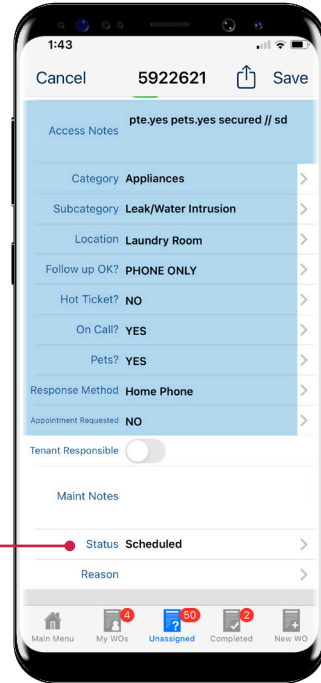 1:43
Cancel 5922621 Save
Access Notes pte.yes pets.yes secured // sd
Category Appliances
Subcategory Leak/Water Intrusion
Location Laundry Room
Follow up OK? PHONE ONLY
Hot Ticket? NO
On Call? YES
Pets? YES
Response Method Home Phone
Appointment Requested NO
Tenant Responsible
Maint Notes
Status Scheduled
Reason
4 50 2
Main Menu My WOs Unassigned Completed New WO